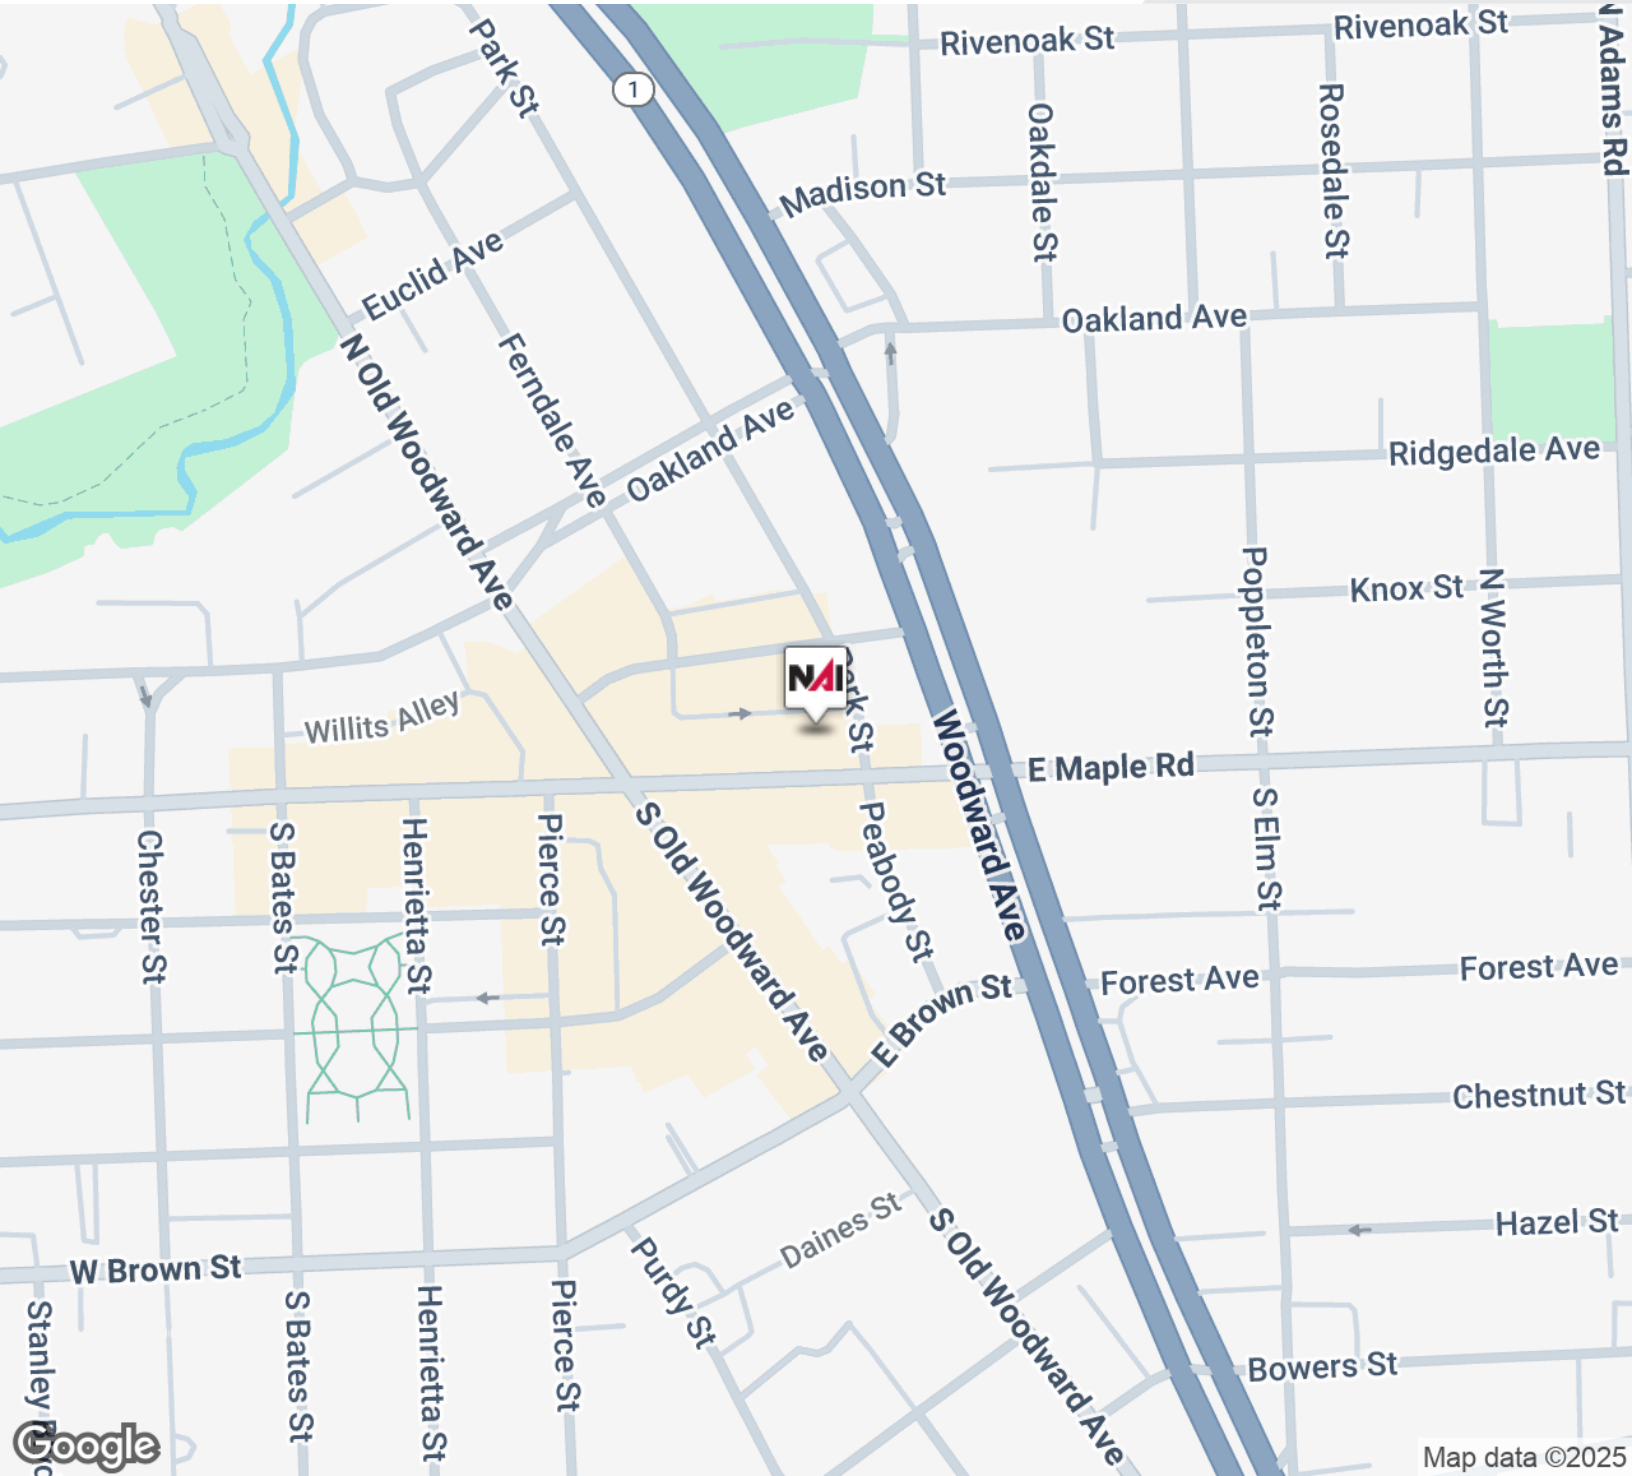 Rivenoak St
Rivenoak St
N Adams Rd
Park St
1
Oakdale St
Rosedale St
Madison St
Euclid Ave
Oakland Ave
N Old Woodward Ave
Ferndale Ave
Oakland Ave
Ridgedale Ave
Poppleton St
Knox St
N Worth St
NAI
Park St
Willits Alley
Woodward Ave
E Maple Rd
S Old Woodward Ave
Peabody St
S Elm St
Chester St
S Bates St
Henrietta St
Pierce St
Forest Ave
Forest Ave
E Brown St
Chestnut St
Daines St
S Old Woodward Ave
Hazel St
W Brown St
Purdy St
Stanley
S Bates St
Henrietta St
Pierce St
Bowers St
Google
Map data ©2025